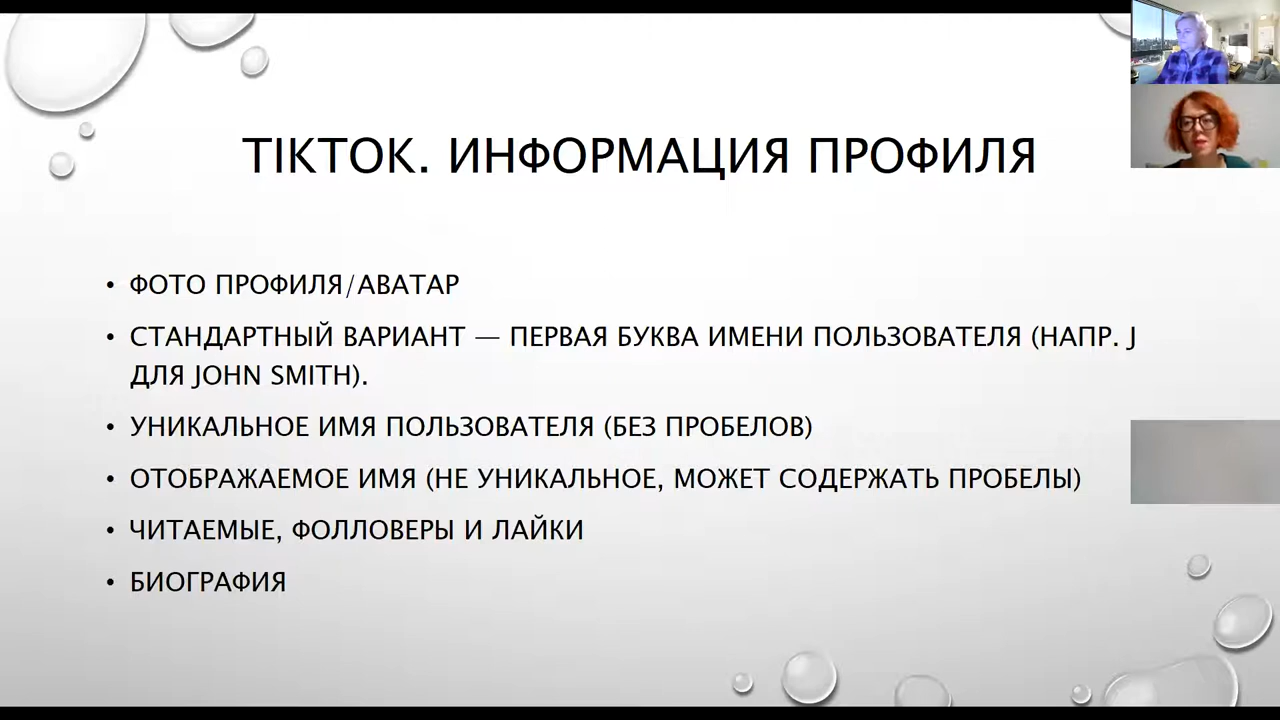 TIKTOK. ИНФОРМАЦИЯ ПРОФИЛЯ
• ФОТО ПРОФИЛЯ/АВАТАР
• СТАНДАРТНЫЙ ВАРИАНТ — ПЕРВАЯ БУКВА ИМЕНИ ПОЛЬЗОВАТЕЛЯ (НАПР. J
ДЛЯ JOHN SMITH).
• УНИКАЛЬНОЕ ИМЯ ПОЛЬЗОВАТЕЛЯ (БЕЗ ПРОБЕЛОВ)
• ОТОБРАЖАЕМОЕ ИМЯ (НЕ УНИКАЛЬНОЕ, МОЖЕТ СОДЕРЖАТЬ ПРОБЕЛЫ)
• ЧИТАЕМЫЕ, ФОЛЛОВЕРЫ И ЛАЙКИ
• БИОГРАФИЯ